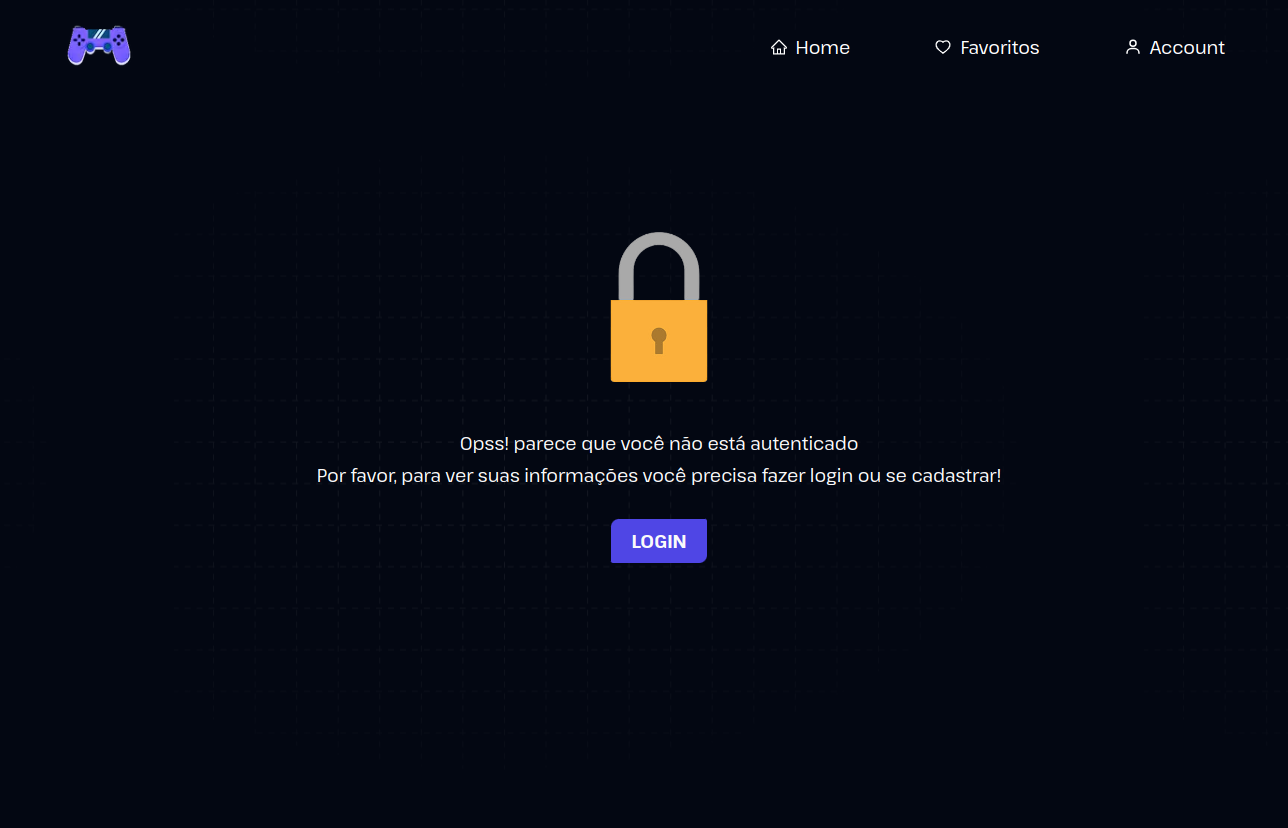 Home
Favoritos
Account
Opss! parece que você não está autenticado
Por favor, para ver suas informações você precisa fazer login ou se cadastrar!
LOGIN